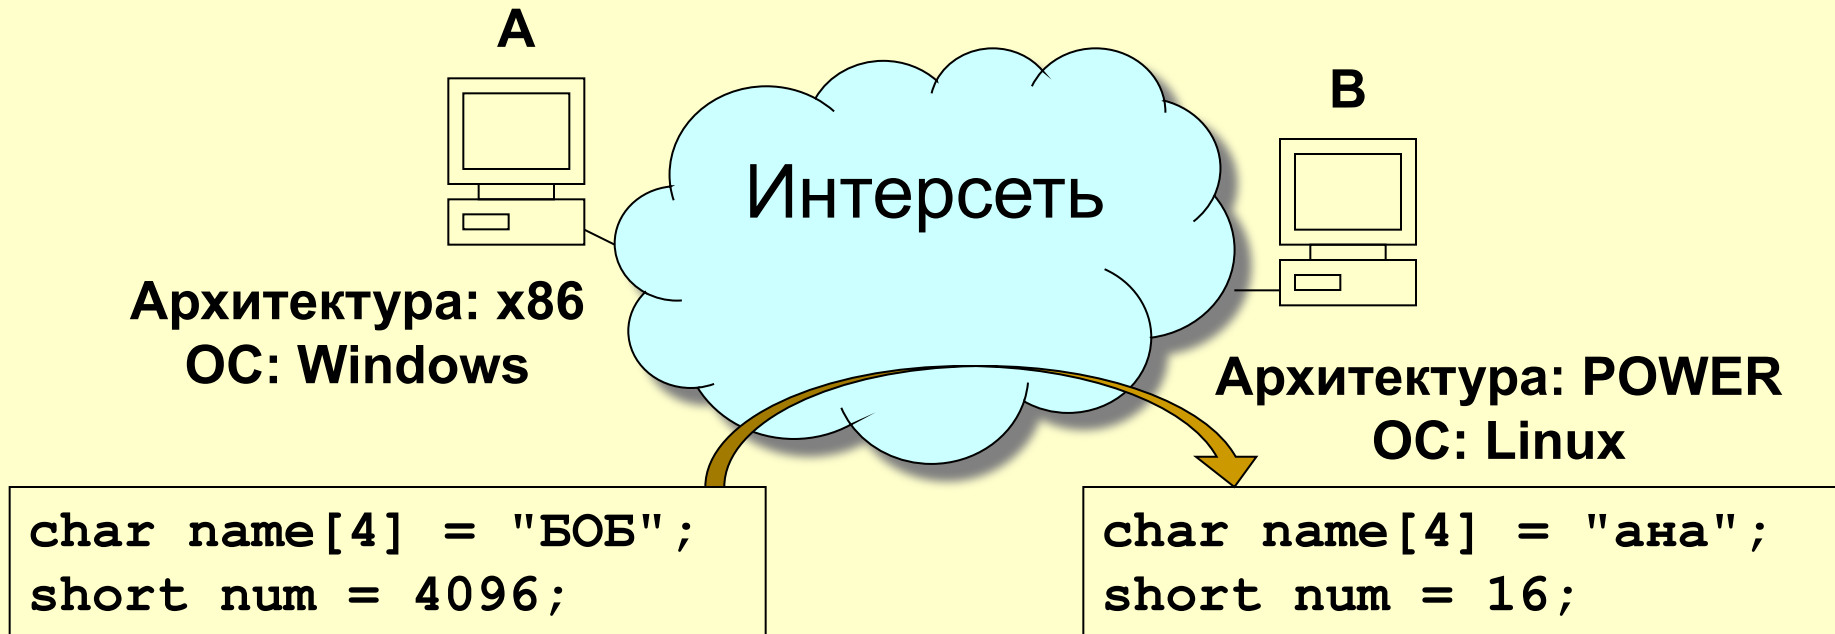 A
B
Интерсеть
Архитектура: x86
ОС: Windows
Архитектура: POWER
ОС: Linux
char name[4] = "БОБ";
short num = 4096;
char name[4] = "ана";
short num = 16;